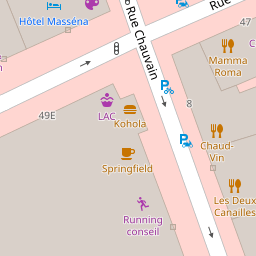 Hôtel Masséna
Rue Chauvain
Rue
47
Mamma
Roma
8
49E
LAC
Kohola
Chaud-
Vin
Springfield
Les Deux
Canailles
Running
conseil